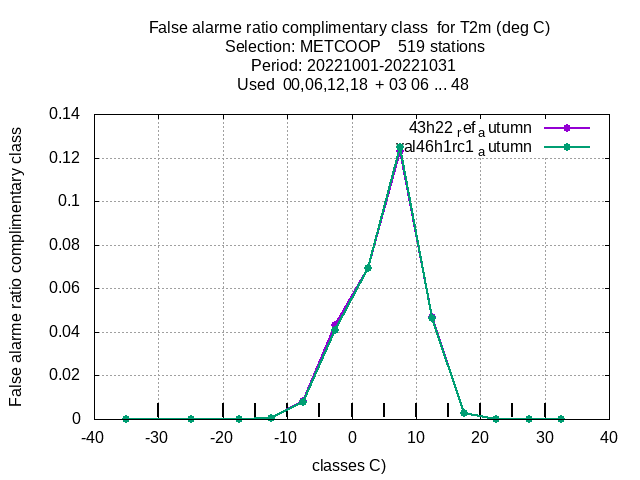 False alarme ratio complimentary class for T2m (deg C)
Selection: METCOOP 519 stations
Period: 20221001-20221031
Used 00,06,12,18 + 03 06 ... 48
False alarme ratio complimentary class
43h22 ref autumn
al46h1rc1 autumn
0.14
0.12
0.1
0.08
0.06
0.04
0.02
0
-40 -30 -20 -10 0 10 20 30 40
classes C)